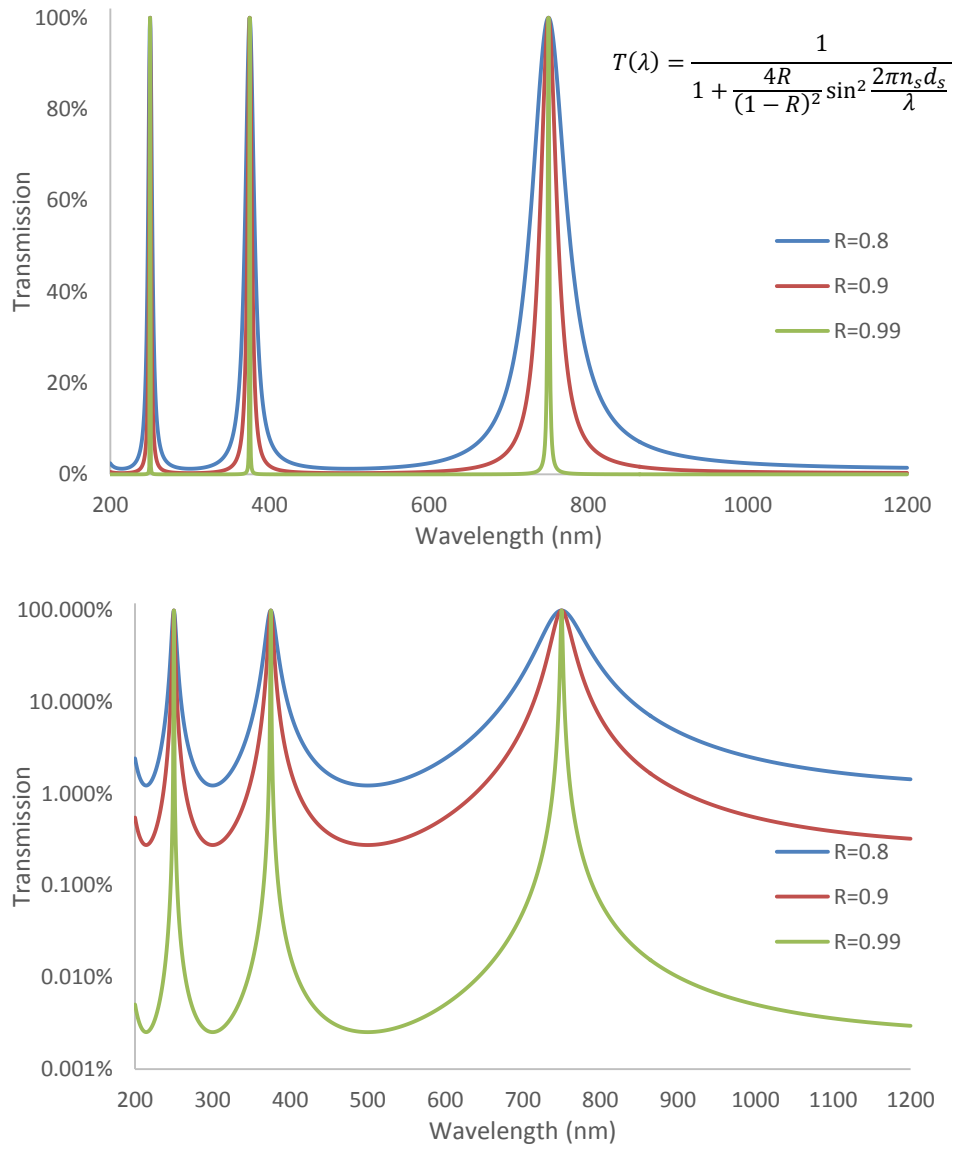 100%
80%
60%
40%
20%
0%
Transmission
T(λ) = 1 / (1 + 4R/(1 − R)² sin² 2πnₛdₛ/λ)
R=0.8
R=0.9
R=0.99
200 400 600 800 1000 1200
Wavelength (nm)
100.000%
10.000%
1.000%
0.100%
0.010%
0.001%
Transmission
R=0.8
R=0.9
R=0.99
200 300 400 500 600 700 800 900 1000 1100 1200
Wavelength (nm)